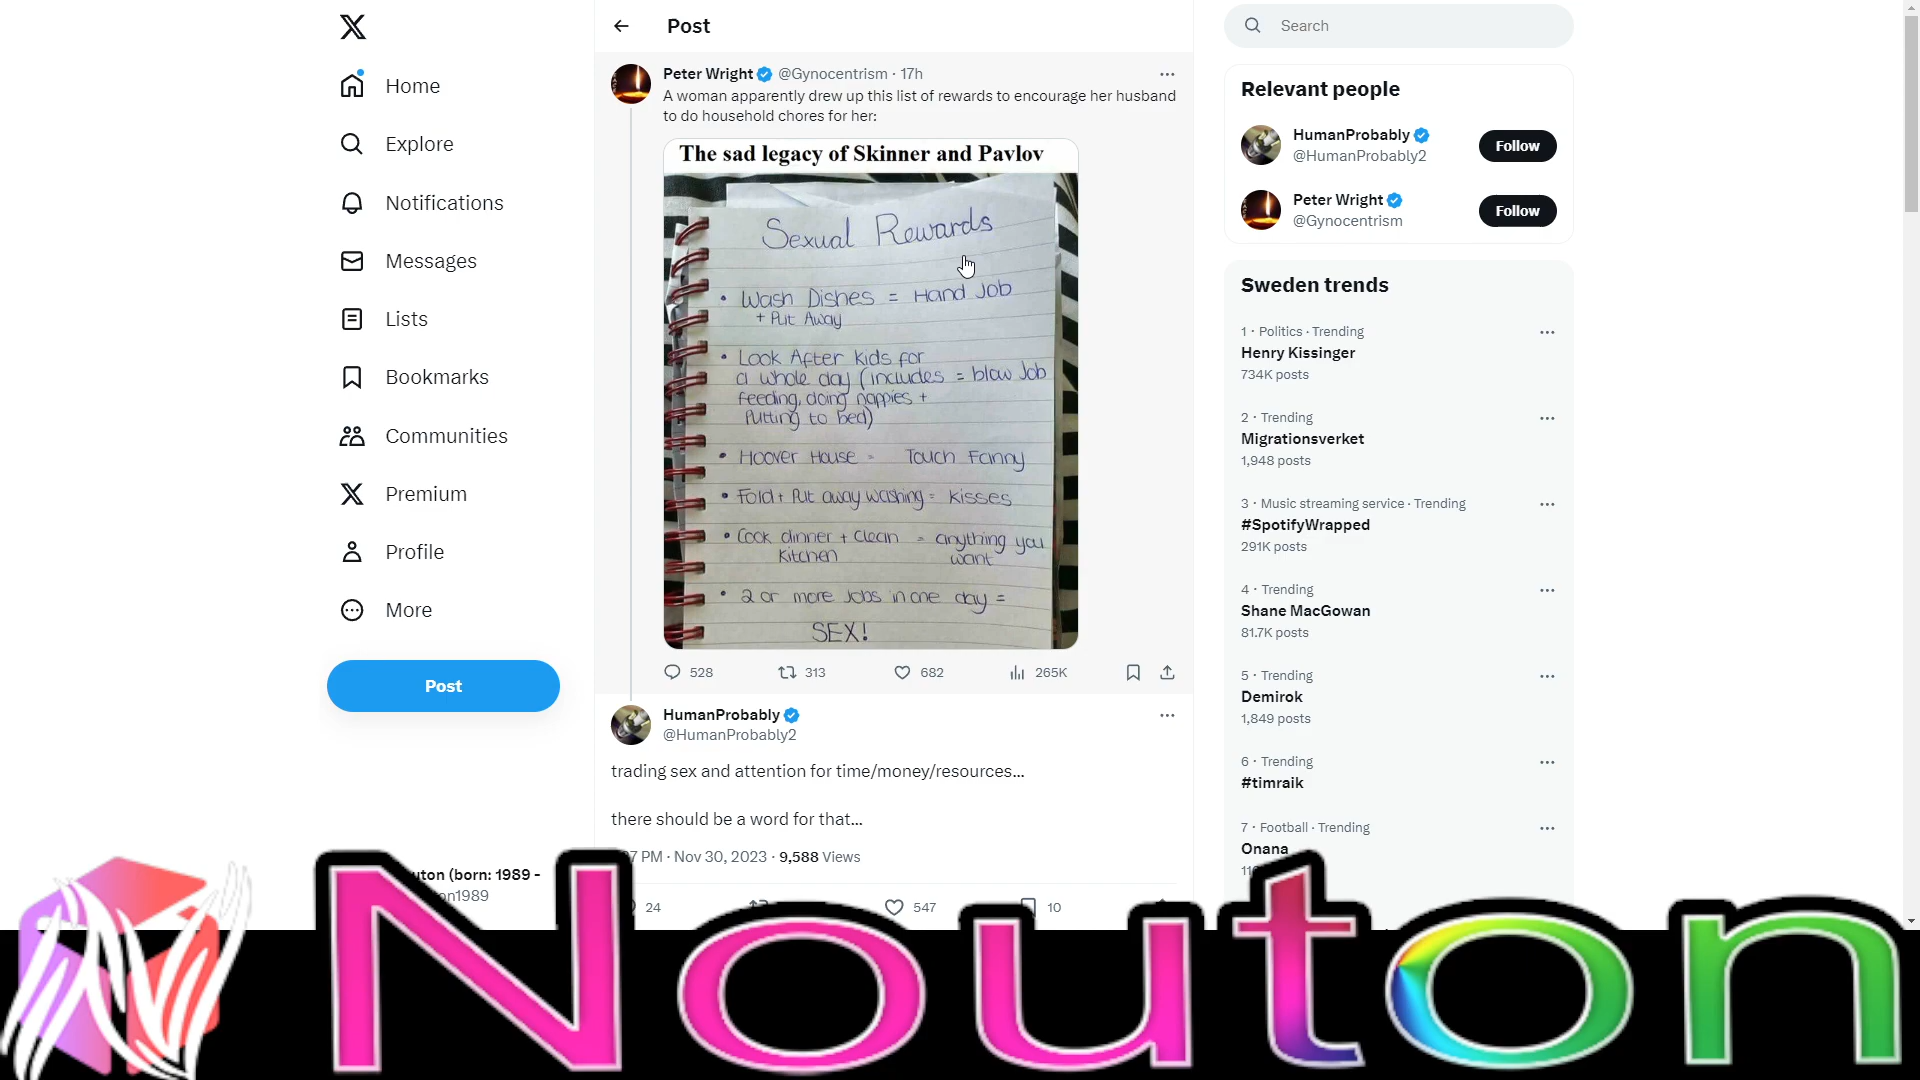 Home
Explore
Notifications
Messages
Lists
Bookmarks
Communities
Premium
Profile
More
Post
uton (born: 1989 -
on1989
Post
Peter Wright @Gynocentrism · 17h
A woman apparently drew up this list of rewards to encourage her husband
to do household chores for her:
The sad legacy of Skinner and Pavlov
Sexual Rewards
• Wash Dishes = Hand Job
+ Put Away
• Look After kids for
a whole day (includes = blow Job
feeding, doing nappies +
Putting to bed)
• Hoover House = Touch Fanny
• Fold + Put away washing = kisses
• Cook dinner + clean = anything you
kitchen want
• 2 or more jobs in one day =
SEX!
528 313 682 265K
HumanProbably
@HumanProbably2
trading sex and attention for time/money/resources...
there should be a word for that...
7 PM · Nov 30, 2023 · 9,588 Views
24 547 10
Search
Relevant people
HumanProbably
@HumanProbably2
Follow
Peter Wright
@Gynocentrism
Follow
Sweden trends
1 · Politics · Trending
Henry Kissinger
734K posts
2 · Trending
Migrationsverket
1,948 posts
3 · Music streaming service · Trending
#SpotifyWrapped
291K posts
4 · Trending
Shane MacGowan
81.7K posts
5 · Trending
Demirok
1,849 posts
6 · Trending
#timraik
7 · Football · Trending
Onana
Nouton